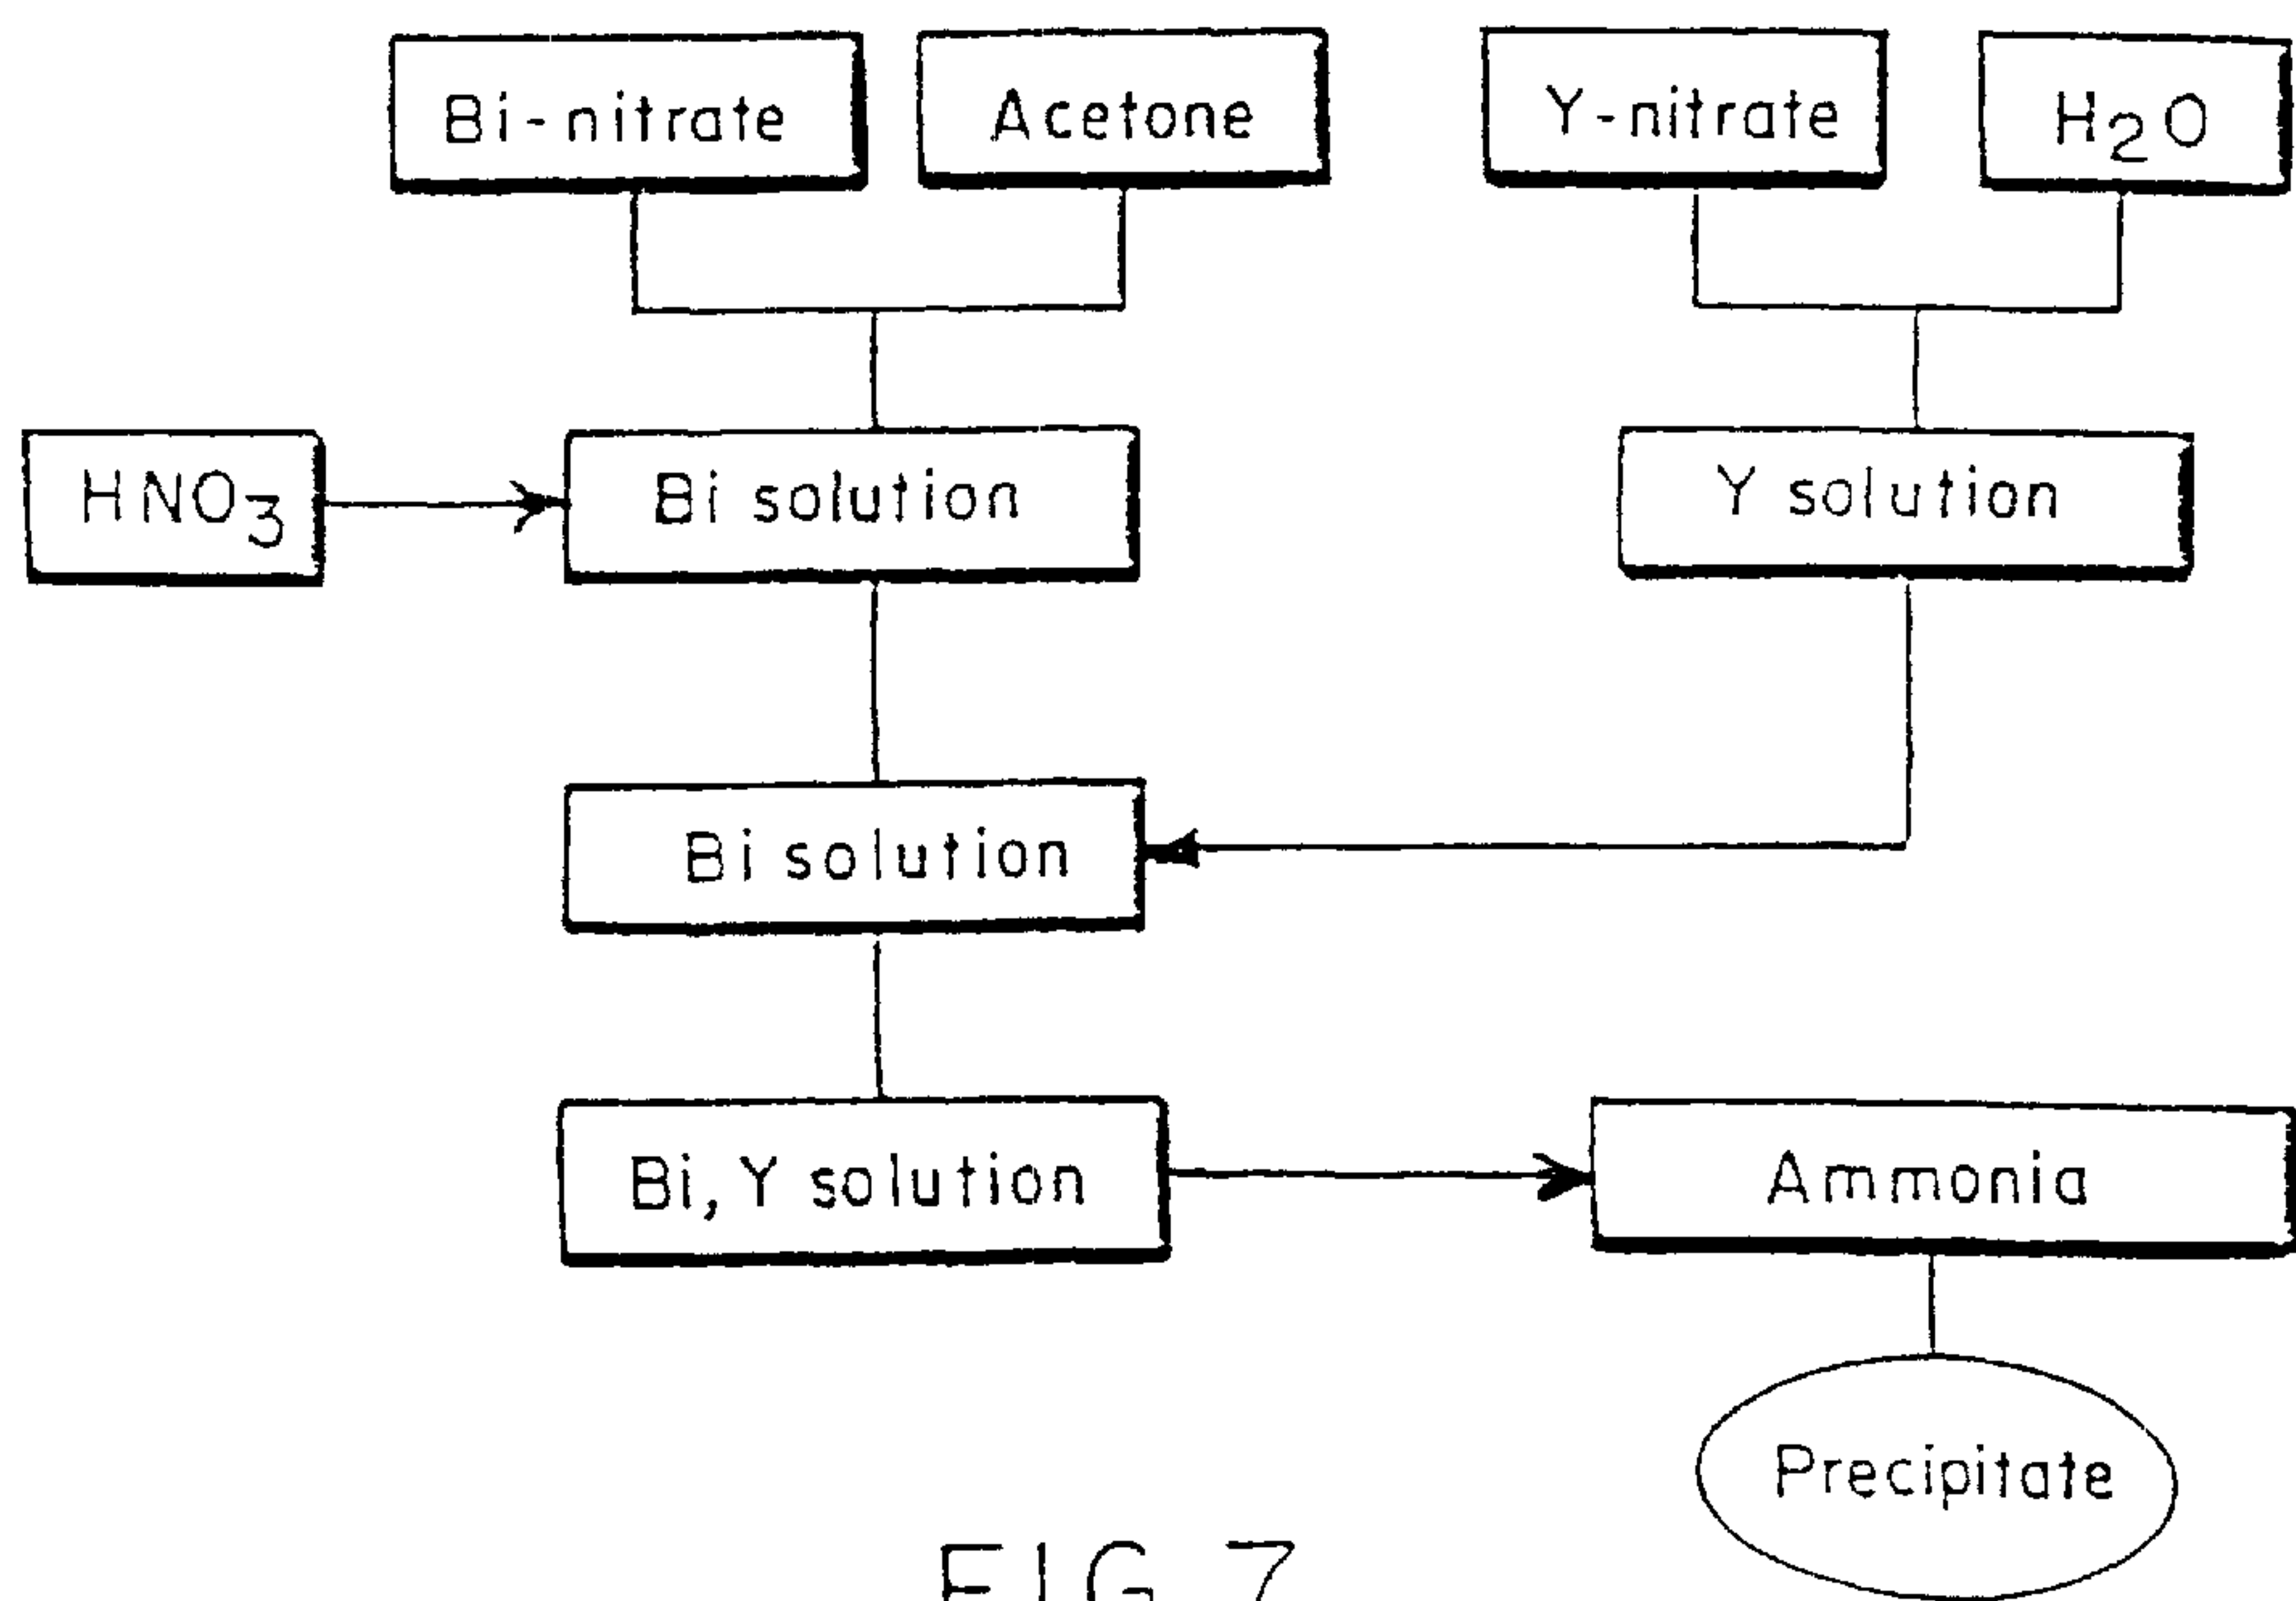 Bi-nitrate
Acetone
Y-nitrate
H₂O
HNO₃
Bi solution
Y solution
Bi solution
Bi, Y solution
Ammonia
Precipitate
FIG. 7